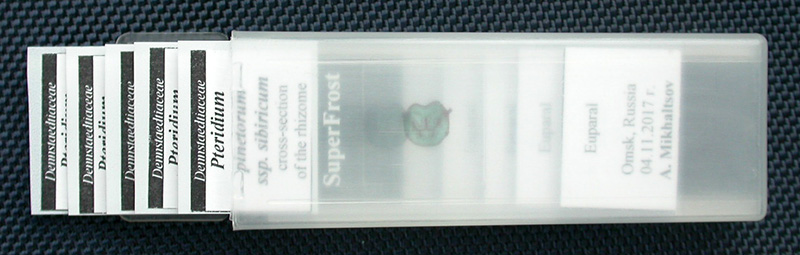 Dennstaedtiaceae
Pteridium
Dennstaedtiaceae
Pteridium
Dennstaedtiaceae
Dennstaedtiaceae
Pteridium
Dennstaedtiaceae
Pteridium
pinetorum
ssp. sibiricum
cross-section
of the rhizome
SuperFrost
Euparal
Euparal
Omsk, Russia
04.11.2017 г.
A. Mikhaltsov